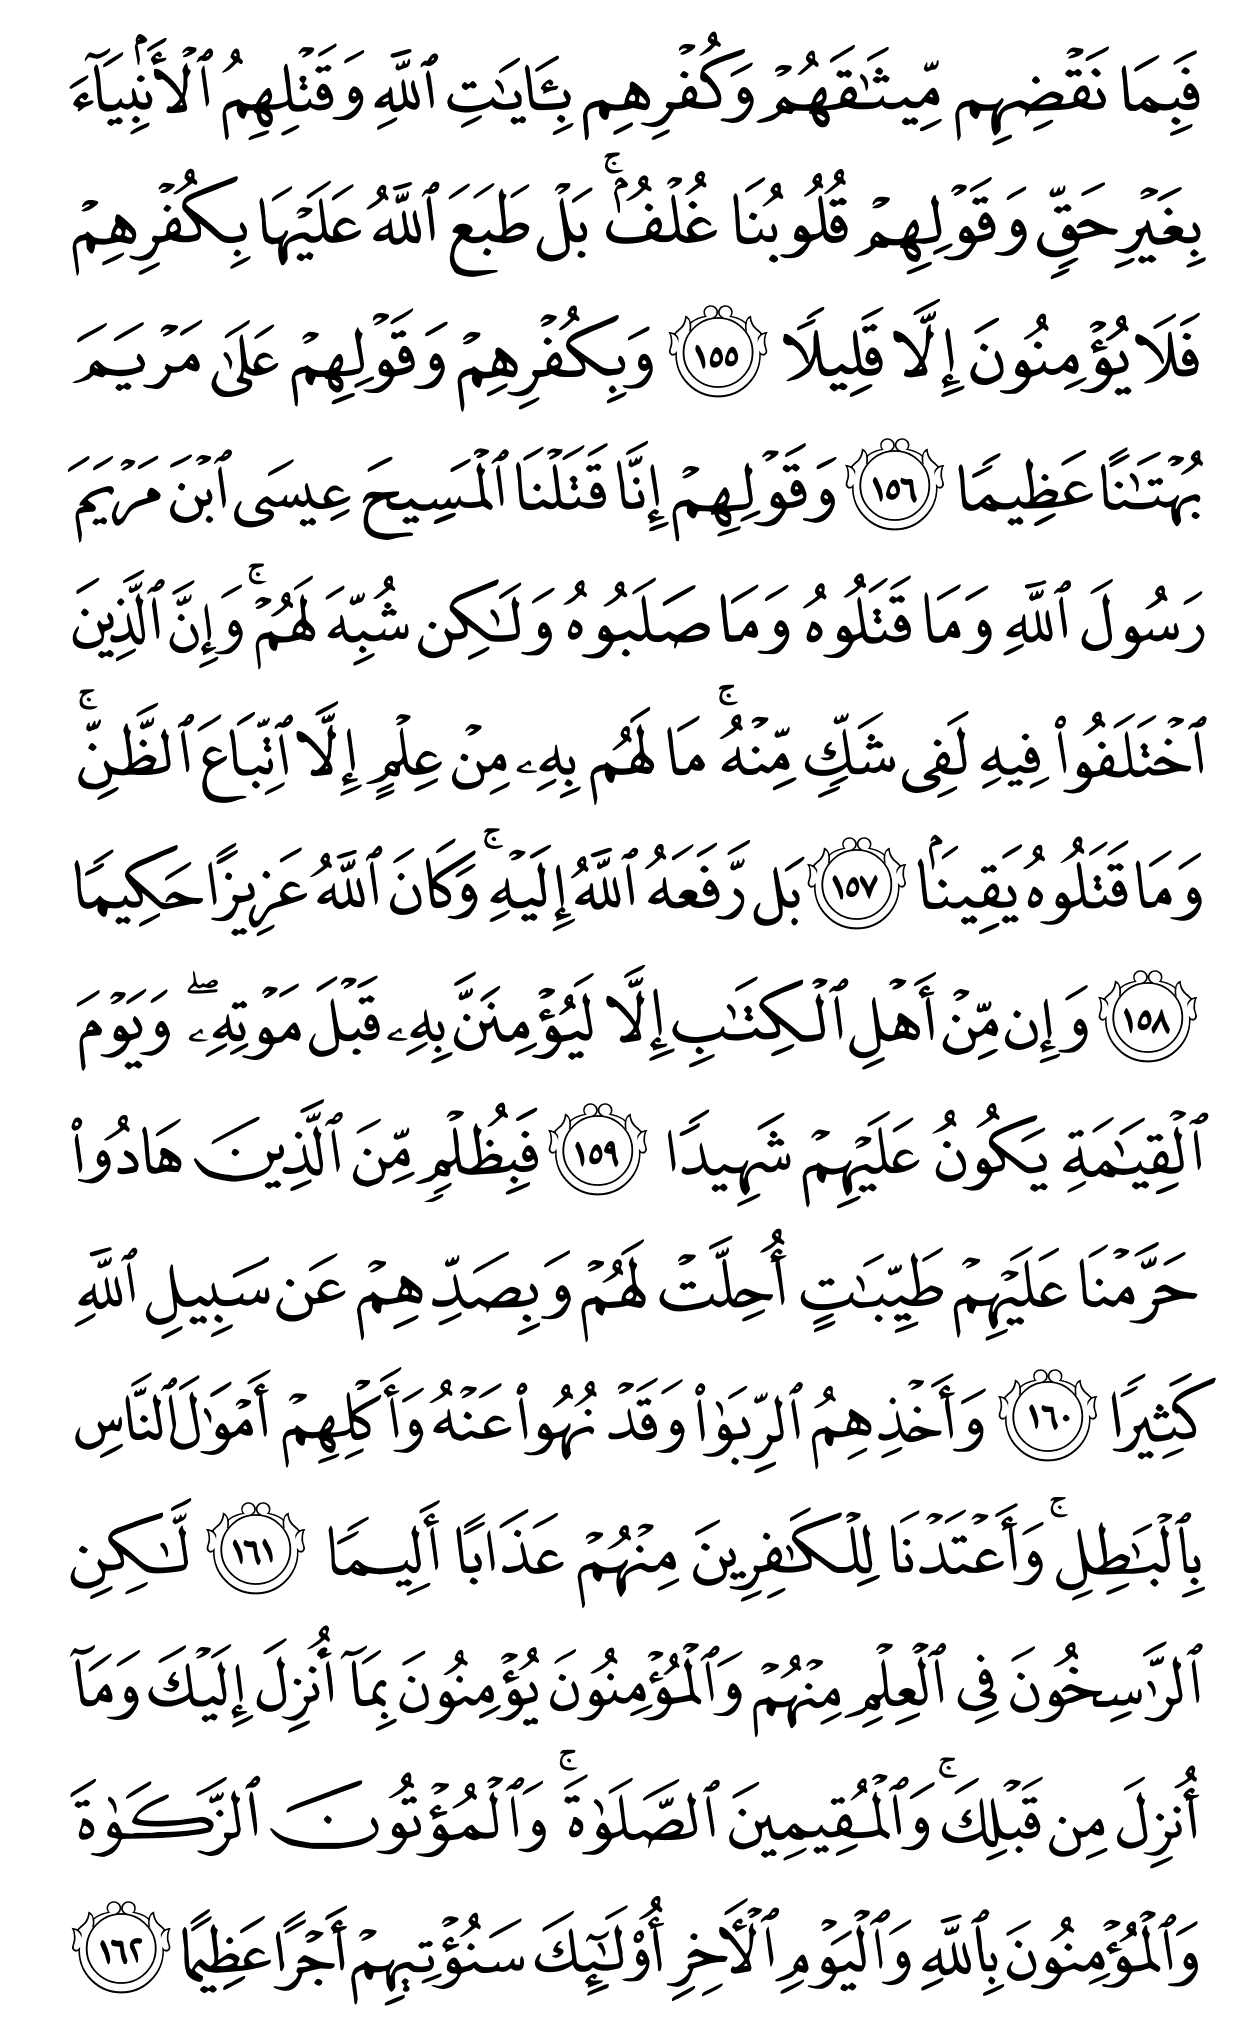 فَبِمَا نَقْضِهِم مِّيثَٰقَهُمْ وَكُفْرِهِم بِـَٔايَٰتِ ٱللَّهِ وَقَتْلِهِمُ ٱلْأَنۢبِيَآءَ
بِغَيْرِ حَقٍّ وَقَوْلِهِمْ قُلُوبُنَا غُلْفٌۢ ۚ بَلْ طَبَعَ ٱللَّهُ عَلَيْهَا بِكُفْرِهِمْ
فَلَا يُؤْمِنُونَ إِلَّا قَلِيلًا ١٥٥ وَبِكُفْرِهِمْ وَقَوْلِهِمْ عَلَىٰ مَرْيَمَ
بُهْتَٰنًا عَظِيمًا ١٥٦ وَقَوْلِهِمْ إِنَّا قَتَلْنَا ٱلْمَسِيحَ عِيسَى ٱبْنَ مَرْيَمَ
رَسُولَ ٱللَّهِ وَمَا قَتَلُوهُ وَمَا صَلَبُوهُ وَلَٰكِن شُبِّهَ لَهُمْ ۚ وَإِنَّ ٱلَّذِينَ
ٱخْتَلَفُوا۟ فِيهِ لَفِى شَكٍّ مِّنْهُ ۚ مَا لَهُم بِهِۦ مِنْ عِلْمٍ إِلَّا ٱتِّبَاعَ ٱلظَّنِّ ۚ
وَمَا قَتَلُوهُ يَقِينًۢا ١٥٧ بَل رَّفَعَهُ ٱللَّهُ إِلَيْهِ ۚ وَكَانَ ٱللَّهُ عَزِيزًا حَكِيمًا
١٥٨ وَإِن مِّنْ أَهْلِ ٱلْكِتَٰبِ إِلَّا لَيُؤْمِنَنَّ بِهِۦ قَبْلَ مَوْتِهِۦ ۖ وَيَوْمَ
ٱلْقِيَٰمَةِ يَكُونُ عَلَيْهِمْ شَهِيدًا ١٥٩ فَبِظُلْمٍ مِّنَ ٱلَّذِينَ هَادُوا۟
حَرَّمْنَا عَلَيْهِمْ طَيِّبَٰتٍ أُحِلَّتْ لَهُمْ وَبِصَدِّهِمْ عَن سَبِيلِ ٱللَّهِ
كَثِيرًا ١٦٠ وَأَخْذِهِمُ ٱلرِّبَوٰا۟ وَقَدْ نُهُوا۟ عَنْهُ وَأَكْلِهِمْ أَمْوَٰلَ ٱلنَّاسِ
بِٱلْبَٰطِلِ ۚ وَأَعْتَدْنَا لِلْكَٰفِرِينَ مِنْهُمْ عَذَابًا أَلِيمًا ١٦١ لَّٰكِنِ
ٱلرَّٰسِخُونَ فِى ٱلْعِلْمِ مِنْهُمْ وَٱلْمُؤْمِنُونَ يُؤْمِنُونَ بِمَآ أُنزِلَ إِلَيْكَ وَمَآ
أُنزِلَ مِن قَبْلِكَ ۚ وَٱلْمُقِيمِينَ ٱلصَّلَوٰةَ ۚ وَٱلْمُؤْتُونَ ٱلزَّكَوٰةَ
وَٱلْمُؤْمِنُونَ بِٱللَّهِ وَٱلْيَوْمِ ٱلْـَٔاخِرِ أُو۟لَٰٓئِكَ سَنُؤْتِيهِمْ أَجْرًا عَظِيمًا ١٦٢